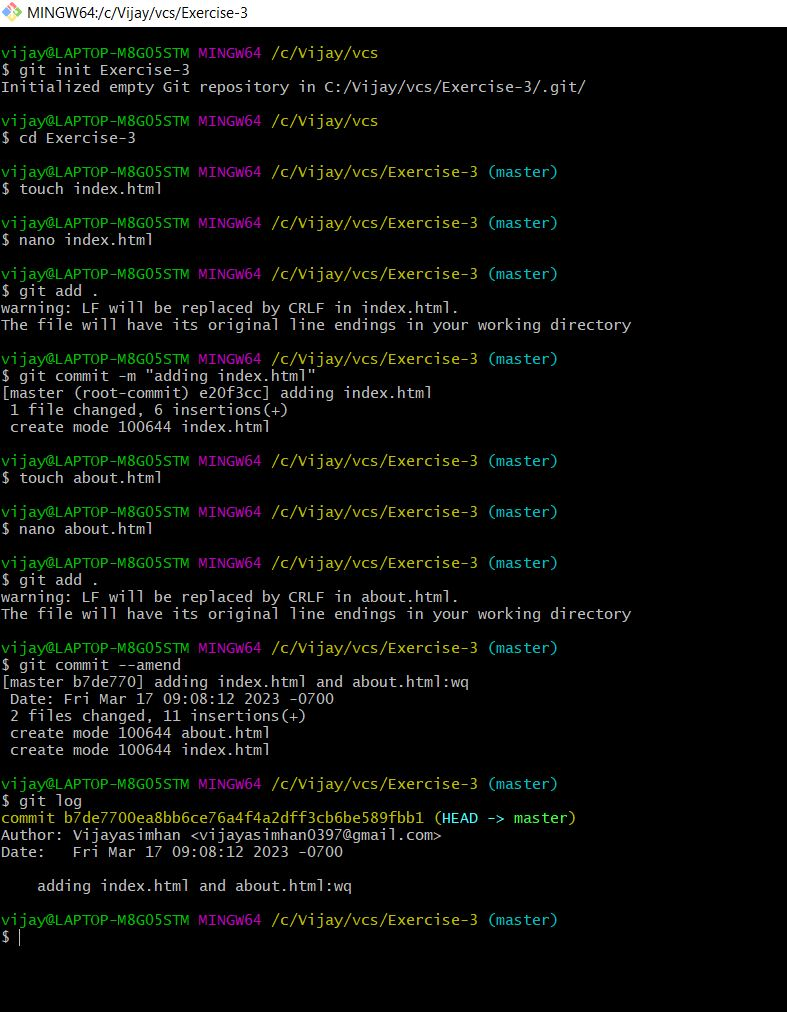 MINGW64:/c/Vijay/vcs/Exercise-3
vijay@LAPTOP-M8GO5STM MINGW64 /c/Vijay/vcs
$ git init Exercise-3
Initialized empty Git repository in C:/Vijay/vcs/Exercise-3/.git/
vijay@LAPTOP-M8GO5STM MINGW64 /c/Vijay/vcs
$ cd Exercise-3
vijay@LAPTOP-M8GO5STM MINGW64 /c/Vijay/vcs/Exercise-3 (master)
$ touch index.html
vijay@LAPTOP-M8GO5STM MINGW64 /c/Vijay/vcs/Exercise-3 (master)
$ nano index.html
vijay@LAPTOP-M8GO5STM MINGW64 /c/Vijay/vcs/Exercise-3 (master)
$ git add .
warning: LF will be replaced by CRLF in index.html.
The file will have its original line endings in your working directory
vijay@LAPTOP-M8GO5STM MINGW64 /c/Vijay/vcs/Exercise-3 (master)
$ git commit -m "adding index.html"
[master (root-commit) e20f3cc] adding index.html
 1 file changed, 6 insertions(+)
 create mode 100644 index.html
vijay@LAPTOP-M8GO5STM MINGW64 /c/Vijay/vcs/Exercise-3 (master)
$ touch about.html
vijay@LAPTOP-M8GO5STM MINGW64 /c/Vijay/vcs/Exercise-3 (master)
$ nano about.html
vijay@LAPTOP-M8GO5STM MINGW64 /c/Vijay/vcs/Exercise-3 (master)
$ git add .
warning: LF will be replaced by CRLF in about.html.
The file will have its original line endings in your working directory
vijay@LAPTOP-M8GO5STM MINGW64 /c/Vijay/vcs/Exercise-3 (master)
$ git commit --amend
[master b7de770] adding index.html and about.html:wq
 Date: Fri Mar 17 09:08:12 2023 -0700
 2 files changed, 11 insertions(+)
 create mode 100644 about.html
 create mode 100644 index.html
vijay@LAPTOP-M8GO5STM MINGW64 /c/Vijay/vcs/Exercise-3 (master)
$ git log
commit b7de7700ea8bb6ce76a4f4a2dff3cb6be589fbb1 (HEAD -> master)
Author: Vijayasimhan <vijayasimhan0397@gmail.com>
Date:   Fri Mar 17 09:08:12 2023 -0700
    adding index.html and about.html:wq
vijay@LAPTOP-M8GO5STM MINGW64 /c/Vijay/vcs/Exercise-3 (master)
$